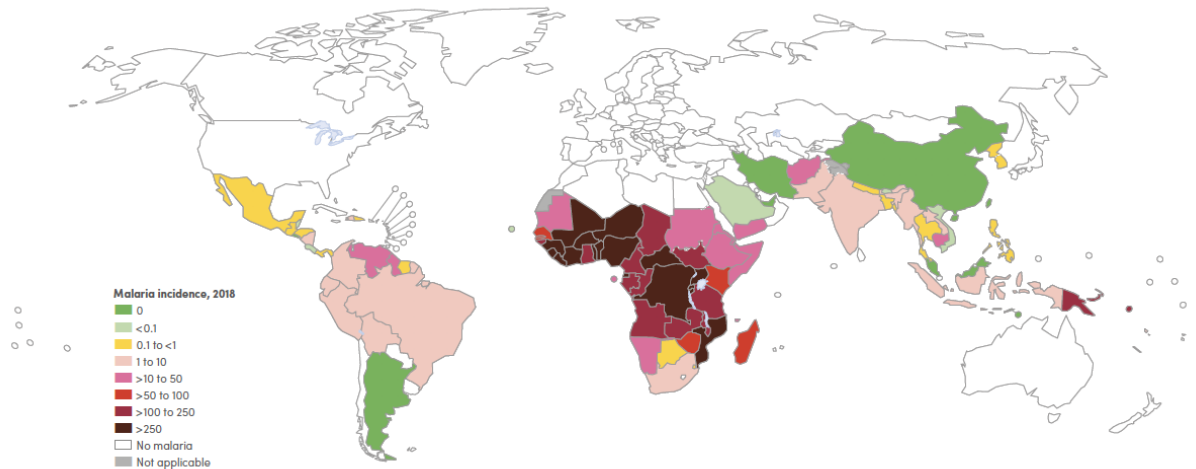 Malaria incidence, 2018
0
<0.1
0.1 to <1
1 to 10
>10 to 50
>50 to 100
>100 to 250
>250
No malaria
Not applicable